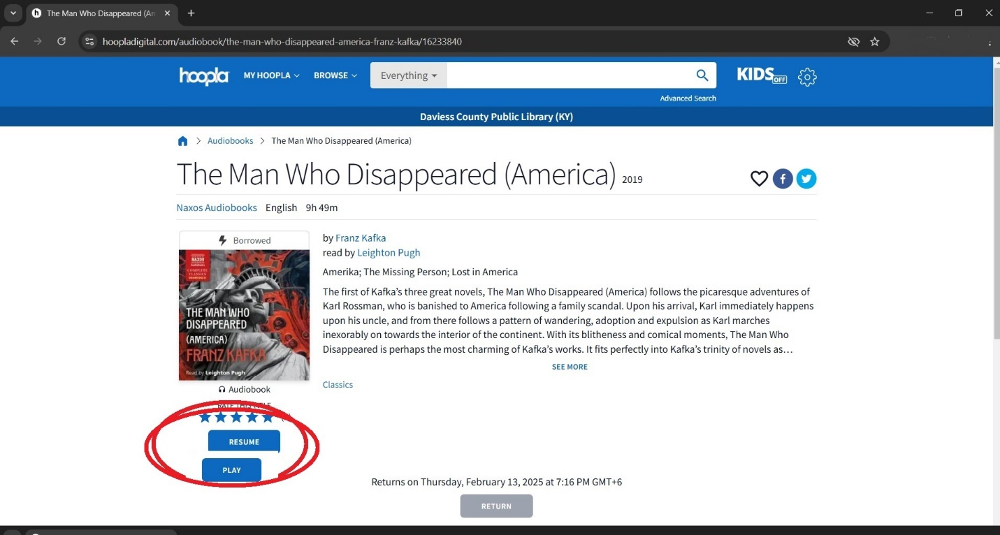 The Man Who Disappeared (Am
hoopladigital.com/audiobook/the-man-who-disappeared-america-franz-kafka/16233840
hoopla MY HOOPLA BROWSE Everything KIDS OFF
Advanced Search
Daviess County Public Library (KY)
Audiobooks > The Man Who Disappeared (America)
The Man Who Disappeared (America) 2019
Naxos Audiobooks English 9h 49m
Borrowed
NAXOS
AudioBooks
COMPLETE
CLASSICS
UNABRIDGED
THE MAN WHO
DISAPPEARED
(AMERICA)
FRANZ KAFKA
Read by Leighton Pugh
Audiobook
RATE THIS TITLE
RESUME
PLAY
by Franz Kafka
read by Leighton Pugh
Amerika; The Missing Person; Lost in America
The first of Kafka's three great novels, The Man Who Disappeared (America) follows the picaresque adventures of
Karl Rossman, who is banished to America following a family scandal. Upon his arrival, Karl immediately happens
upon his uncle, and from there follows a pattern of wandering, adoption and expulsion as Karl marches
inexorably on towards the interior of the continent. With its blitheness and comical moments, The Man Who
Disappeared is perhaps the most charming of Kafka's works. It fits perfectly into Kafka's trinity of novels as…
SEE MORE
Classics
Returns on Thursday, February 13, 2025 at 7:16 PM GMT+6
RETURN